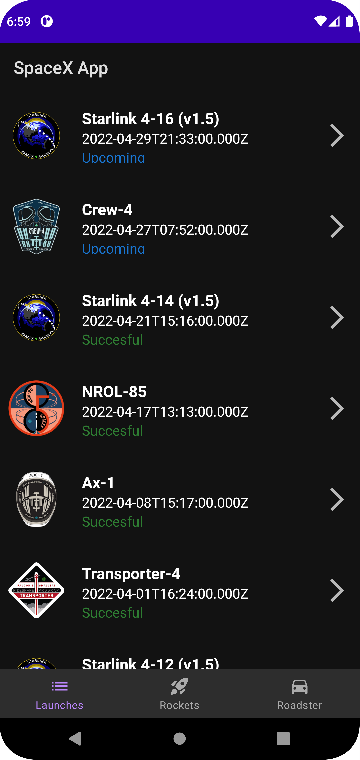 6:59
SpaceX App
Starlink 4-16 (v1.5)
2022-04-29T21:33:00.000Z
Upcoming
Crew-4
2022-04-27T07:52:00.000Z
Upcoming
Starlink 4-14 (v1.5)
2022-04-21T15:16:00.000Z
Succesful
NROL-85
2022-04-17T13:13:00.000Z
Succesful
Ax-1
2022-04-08T15:17:00.000Z
Succesful
TRANSPORTER
Transporter-4
2022-04-01T16:24:00.000Z
Succesful
Starlink 4-12 (v1.5)
Launches
Rockets
Roadster